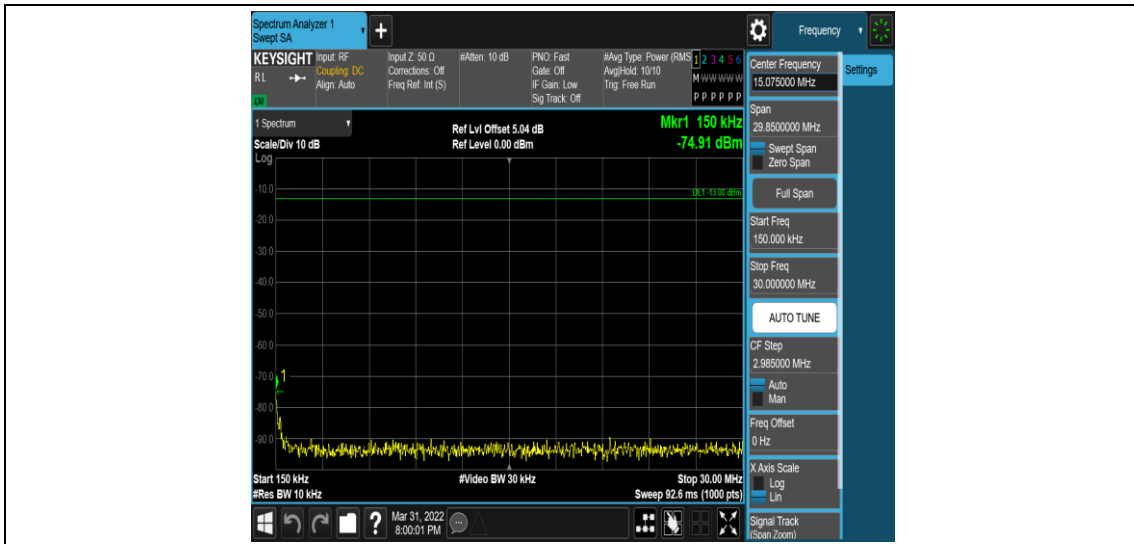 Spectrum Analyzer 1
Swept SA
+
Frequency
KEYSIGHT
RL
Input: RF
Coupling: DC
Align: Auto
Input Z: 50 Ω
Corrections: Off
Freq Ref: Int (S)
#Atten: 10 dB
PNO: Fast
Gate: Off
IF Gain: Low
Sig Track: Off
#Avg Type: Power (RMS
Avg|Hold: 10/10
Trig: Free Run
1 2 3 4 5 6
M W W W W W
P P P P P P
Center Frequency
15.075000 MHz
Settings
Span
29.8500000 MHz
Swept Span
Zero Span
Full Span
Start Freq
150.000 kHz
Stop Freq
30.000000 MHz
AUTO TUNE
CF Step
2.985000 MHz
Auto
Man
Freq Offset
0 Hz
X Axis Scale
Log
Lin
Signal Track
(Span Zoom)
1 Spectrum
Scale/Div 10 dB
Ref Lvl Offset 5.04 dB
Ref Level 0.00 dBm
Mkr1 150 kHz
-74.91 dBm
Log
DL1 -13.00 dBm
-10.0
-20.0
-30.0
-40.0
-50.0
-60.0
-70.0
1
-80.0
-90.0
Start 150 kHz
#Res BW 10 kHz
#Video BW 30 kHz
Stop 30.00 MHz
Sweep 92.6 ms (1000 pts)
?
Mar 31, 2022
8:00:01 PM